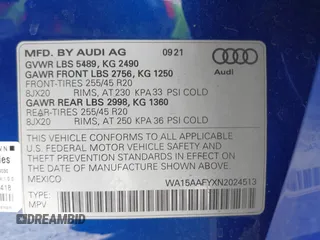 MFD. BY AUDI AG 09 21
GVWR LBS 5489, KG 2490
GAWR FRONT LBS 2756, KG 1250
FRONT-TIRES 255/45 R20
8JX20 RIMS, AT 230 KPA 33 PSI COLD
GAWR REAR LBS 2998, KG 1360
REAR-TIRES 255/45 R20
8JX20 RIMS, AT 250 KPA 36 PSI COLD
Audi
THIS VEHICLE CONFORMS TO ALL APPLICABLE
U.S. FEDERAL MOTOR VEHICLE SAFETY
AND THEFT PREVENTION STANDARDS IN EFFECT ON THE
DATE OF MANUFACTURE SHOWN ABOVE.
MEXICO
WA15AAFYXN2024513
TYPE:
MPV
DREAMBID